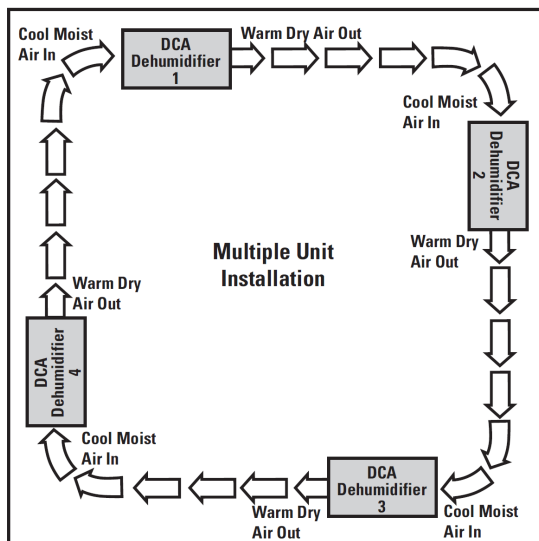 Cool Moist
Air In
DCA
Dehumidifier
1
Warm Dry Air Out
Cool Moist
Air In
DCA
Dehumidifier
2
Warm Dry
Air Out
Multiple Unit
Installation
Warm Dry
Air Out
DCA
Dehumidifier
4
Cool Moist
Air In
DCA
Dehumidifier
3
Warm Dry
Air Out
Cool Moist
Air In